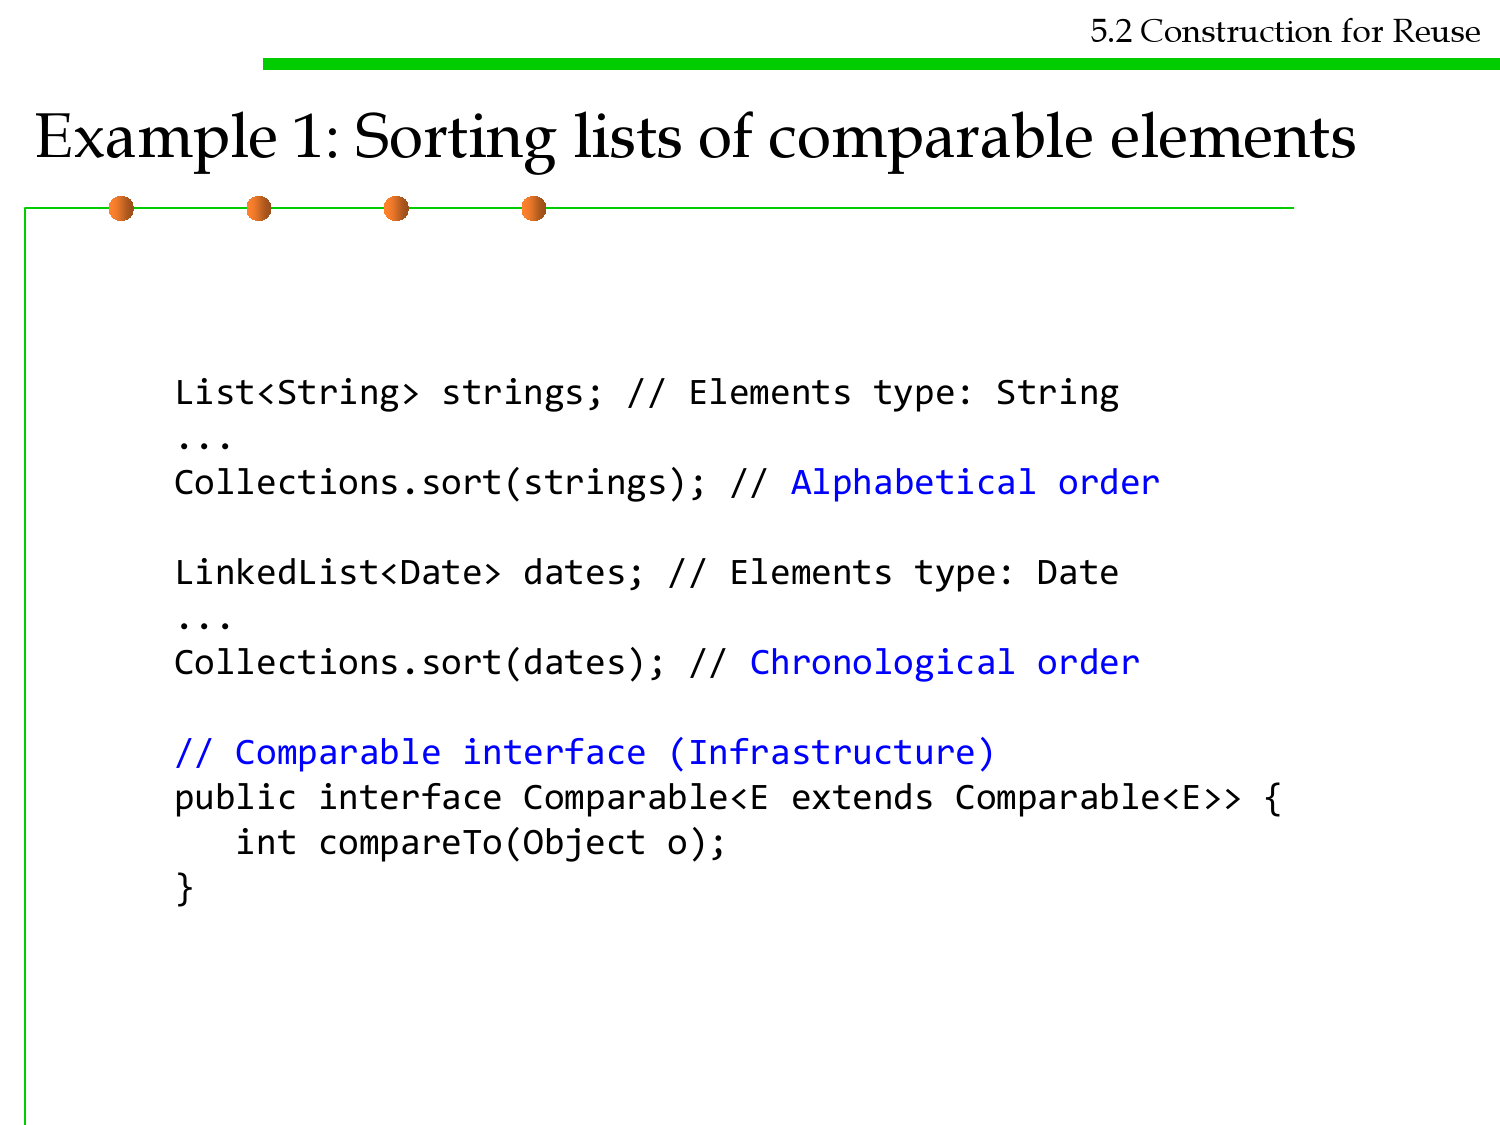 5.2 Construction for Reuse
Example 1: Sorting lists of comparable elements
List<String> strings; // Elements type: String
...
Collections.sort(strings); // Alphabetical order
LinkedList<Date> dates; // Elements type: Date
...
Collections.sort(dates); // Chronological order
// Comparable interface (Infrastructure)
public interface Comparable<E extends Comparable<E>> {
   int compareTo(Object o);
}